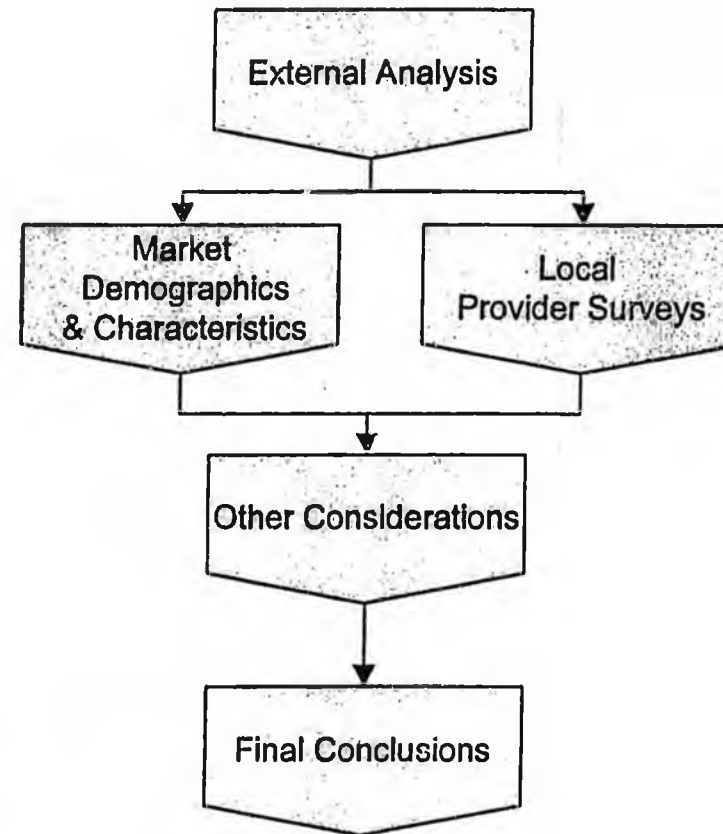 External Analysis
Market
Demographics
& Characteristics
Local
Provider Surveys
Other Considerations
Final Conclusions